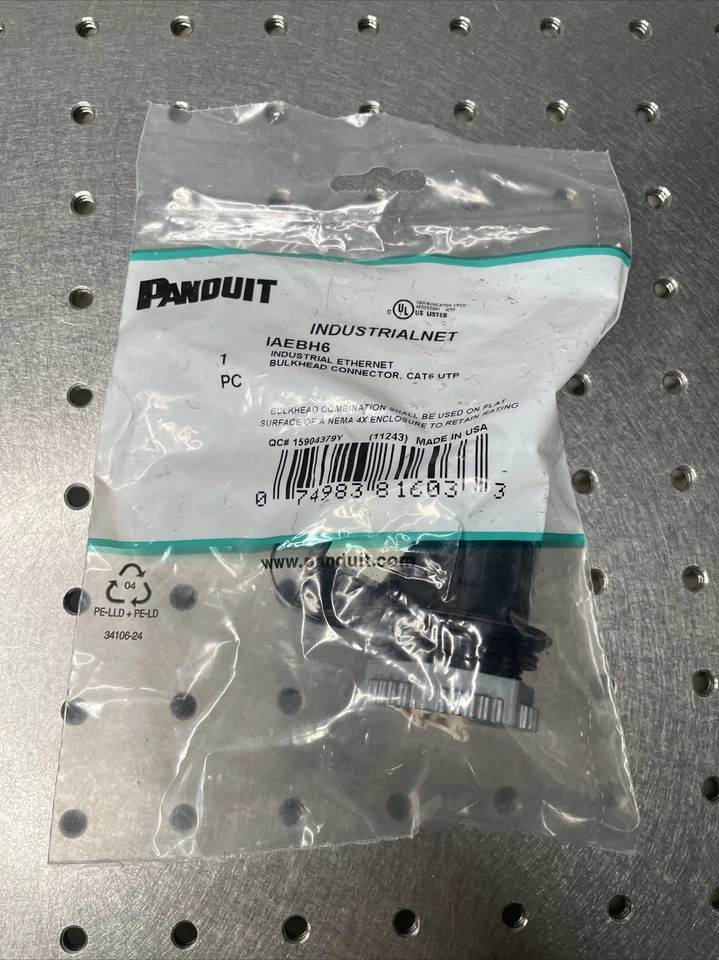 PANDUIT
C UL US LISTED
INDUSTRIALNET
IAEBH6
1
PC
INDUSTRIAL ETHERNET
BULKHEAD CONNECTOR, CAT6 UTP
BULKHEAD COMBINATION SHALL BE USED ON FLAT
SURFACE OF A NEMA 4X ENCLOSURE TO RETAIN RATING
QC# 15904379Y (11243) MADE IN USA
0 74983 81603 3
www.panduit.com
04
PE-LLD + PE-LD
34106-24